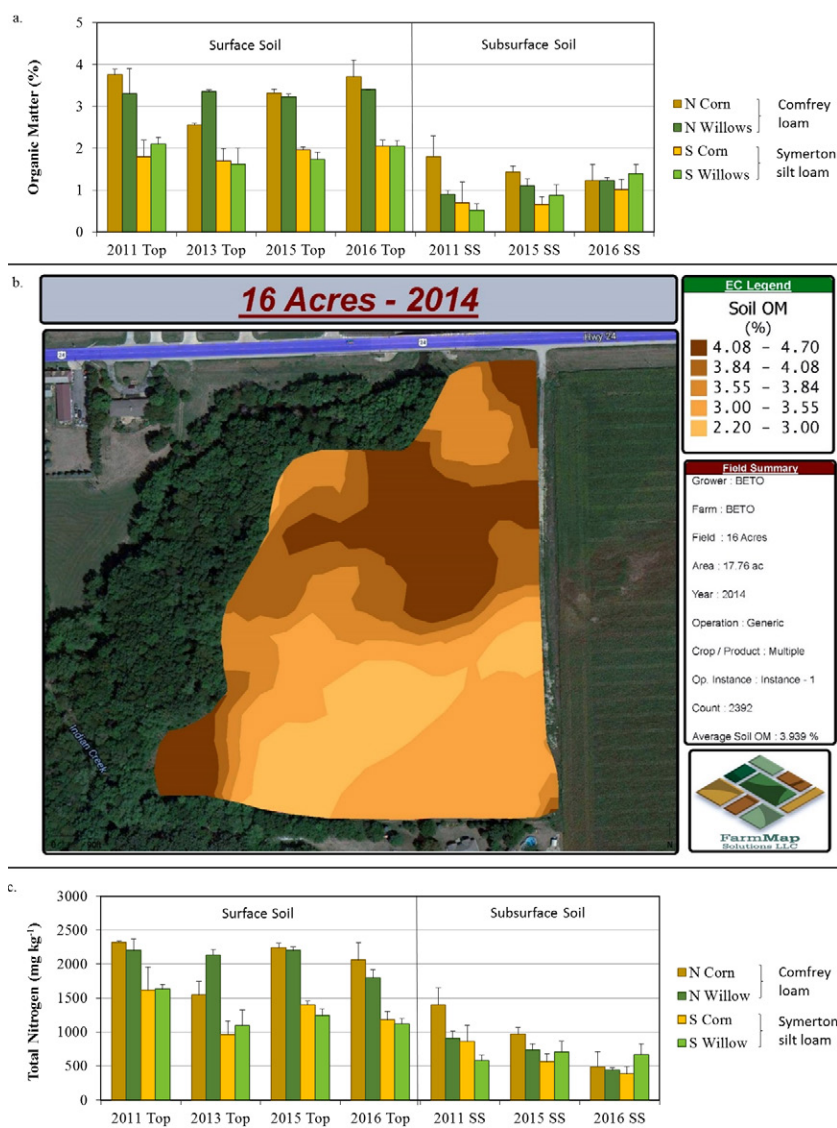 a.
Surface Soil
Subsurface Soil
5
4
3
2
1
0
Organic Matter (%)
2011 Top
2013 Top
2015 Top
2016 Top
2011 SS
2015 SS
2016 SS
N Corn
N Willows
S Corn
S Willows
Comfrey
loam
Symerton
silt loam
b.
16 Acres - 2014
24
24
Hwy 24
Indian Creek
N
EC Legend
Soil OM
(%)
4.08 - 4.70
3.84 - 4.08
3.55 - 3.84
3.00 - 3.55
2.20 - 3.00
Field Summary
Grower : BETO
Farm : BETO
Field : 16 Acres
Area : 17.76 ac
Year : 2014
Operation : Generic
Crop / Product : Multiple
Op. Instance : Instance - 1
Count : 2392
Average Soil OM : 3.939 %
FarmMap
Solutions LLC
c.
Surface Soil
Subsurface Soil
3000
2500
2000
1500
1000
500
0
Total Nitrogen (mg kg⁻¹)
2011 Top
2013 Top
2015 Top
2016 Top
2011 SS
2015 SS
2016 SS
N Corn
N Willow
S Corn
S Willow
Comfrey
loam
Symerton
silt loam